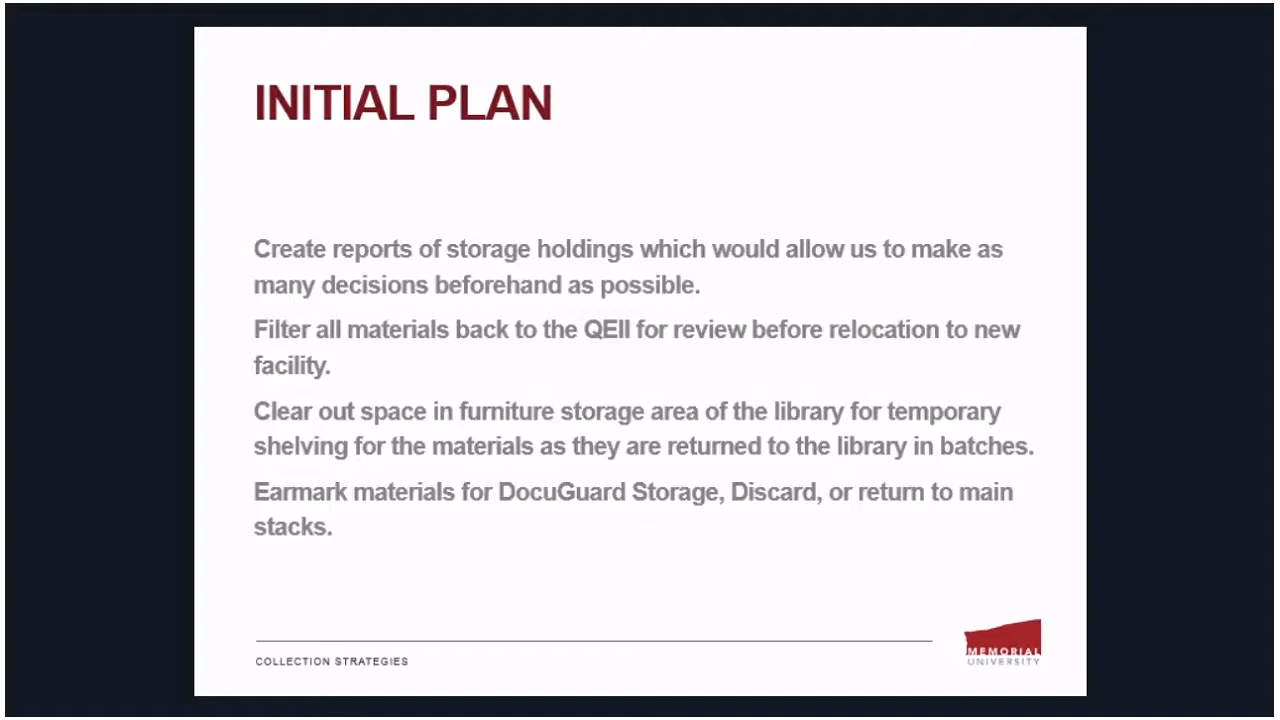 INITIAL PLAN
Create reports of storage holdings which would allow us to make as
many decisions beforehand as possible.
Filter all materials back to the QEII for review before relocation to new
facility.
Clear out space in furniture storage area of the library for temporary
shelving for the materials as they are returned to the library in batches.
Earmark materials for DocuGuard Storage, Discard, or return to main
stacks.
COLLECTION STRATEGIES
MEMORIAL
UNIVERSITY